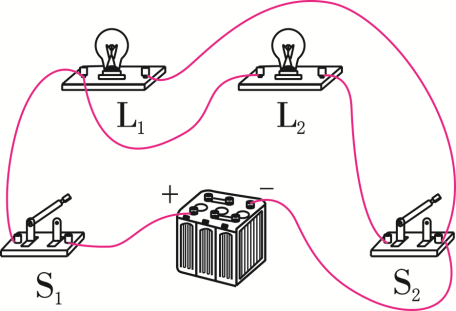 L₁
L₂
+ −
S₁
S₂